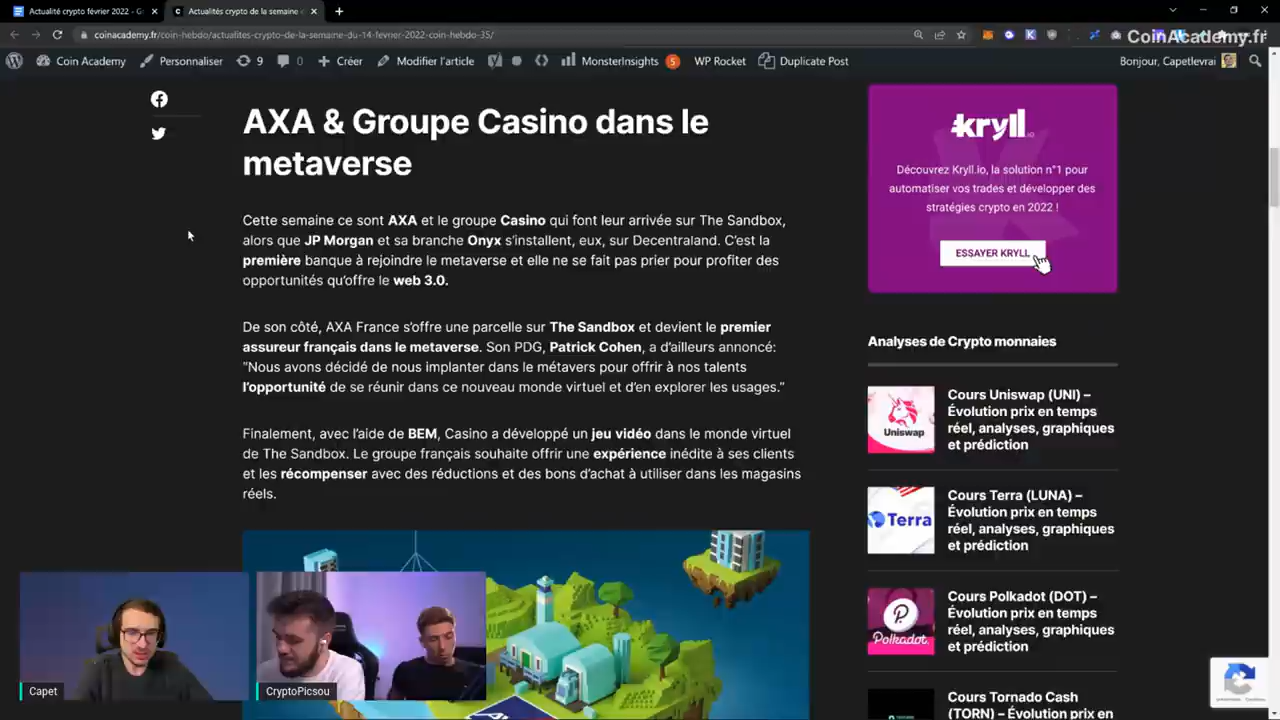 Actualité crypto février 2022 - G
Actualités crypto de la semaine
coinacademy.fr/coin-hebdo/actualites-crypto-de-la-semaine-du-14-fevrier-2022-coin-hebdo-35/
CoinAcademy.fr
Coin Academy
Personnaliser
9
0
Créer
Modifier l'article
MonsterInsights
5
WP Rocket
Duplicate Post
Bonjour, Capetlevrai
AXA & Groupe Casino dans le
metaverse
Cette semaine ce sont AXA et le groupe Casino qui font leur arrivée sur The Sandbox,
alors que JP Morgan et sa branche Onyx s'installent, eux, sur Decentraland. C'est la
première banque à rejoindre le metaverse et elle ne se fait pas prier pour profiter des
opportunités qu'offre le web 3.0.
De son côté, AXA France s'offre une parcelle sur The Sandbox et devient le premier
assureur français dans le metaverse. Son PDG, Patrick Cohen, a d'ailleurs annoncé:
"Nous avons décidé de nous implanter dans le métavers pour offrir à nos talents
l'opportunité de se réunir dans ce nouveau monde virtuel et d'en explorer les usages."
Finalement, avec l'aide de BEM, Casino a développé un jeu vidéo dans le monde virtuel
de The Sandbox. Le groupe français souhaite offrir une expérience inédite à ses clients
et les récompenser avec des réductions et des bons d'achat à utiliser dans les magasins
réels.
kryll.io
Découvrez Kryll.io, la solution n°1 pour
automatiser vos trades et développer des
stratégies crypto en 2022 !
ESSAYER KRYLL
Analyses de Crypto monnaies
Uniswap
Cours Uniswap (UNI) –
Évolution prix en temps
réel, analyses, graphiques
et prédiction
Terra
Cours Terra (LUNA) –
Évolution prix en temps
réel, analyses, graphiques
et prédiction
Polkadot
Cours Polkadot (DOT) –
Évolution prix en temps
réel, analyses, graphiques
et prédiction
Cours Tornado Cash
(TORN) – Évolution prix en
Capet
CryptoPicsou